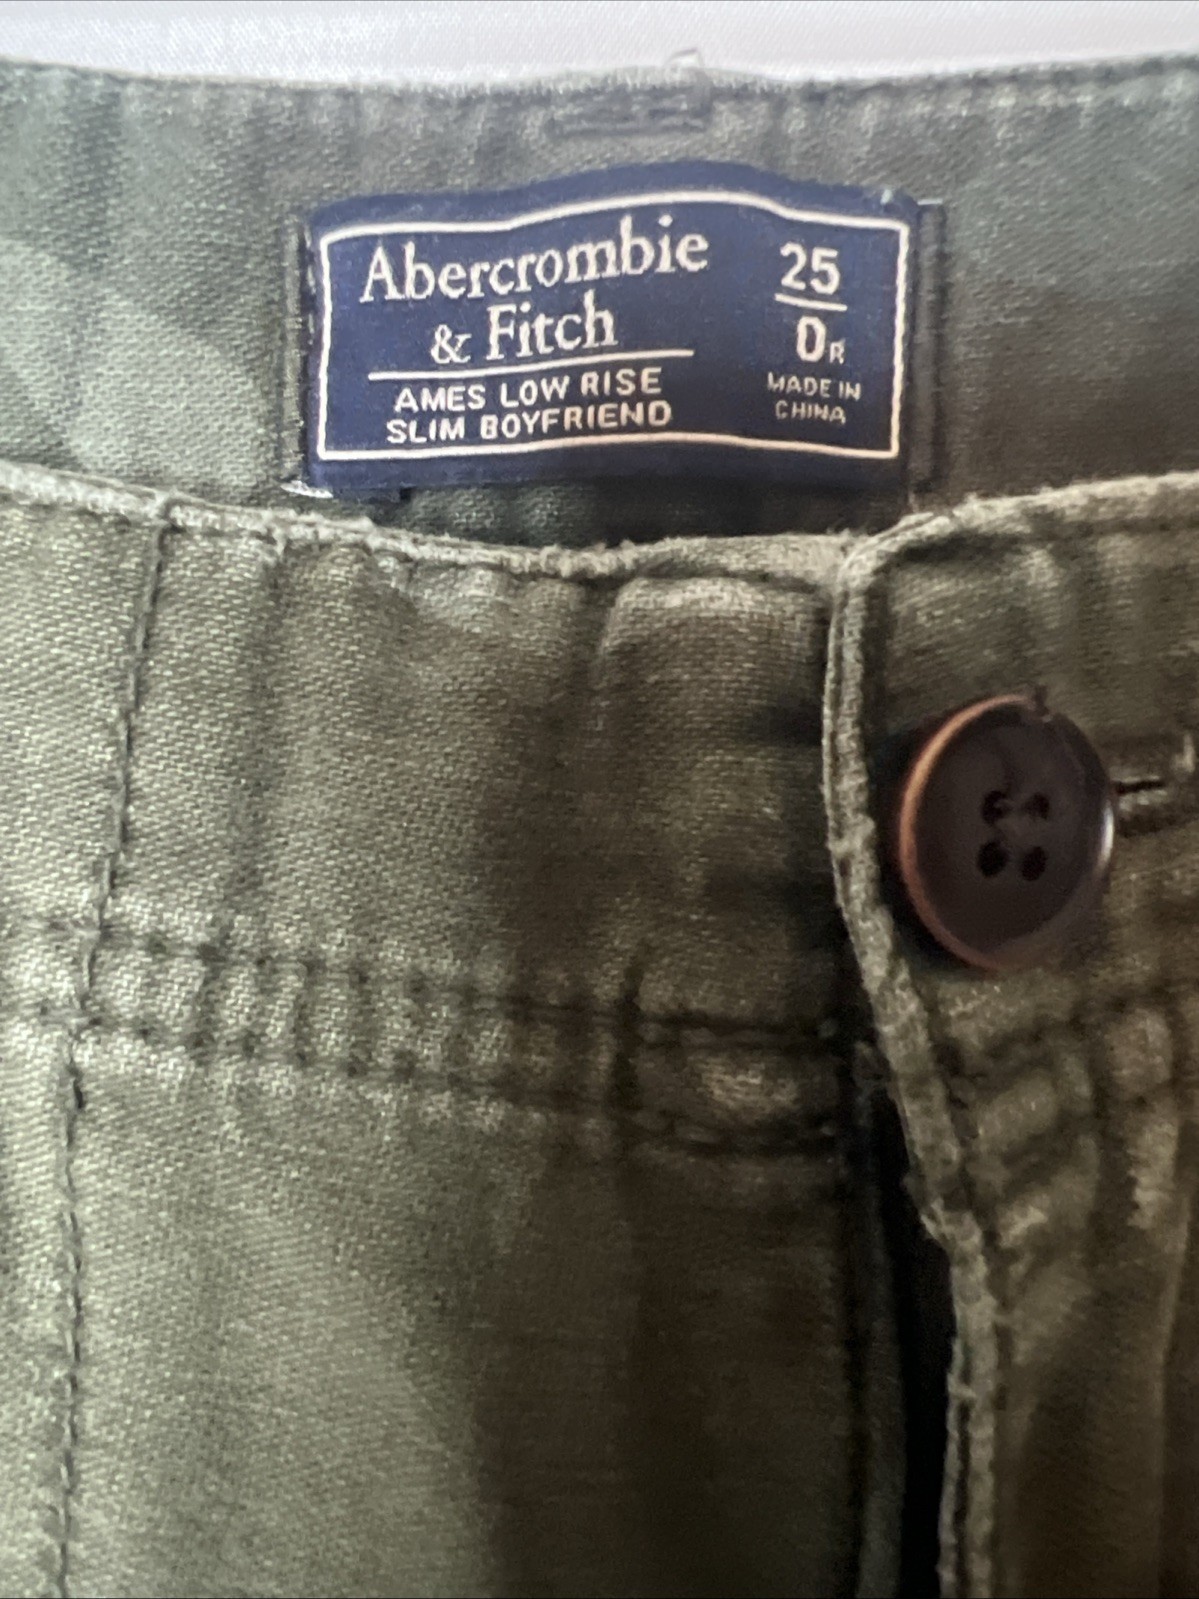 Abercrombie
& Fitch
AMES LOW RISE
SLIM BOYFRIEND
25
0R
MADE IN
CHINA